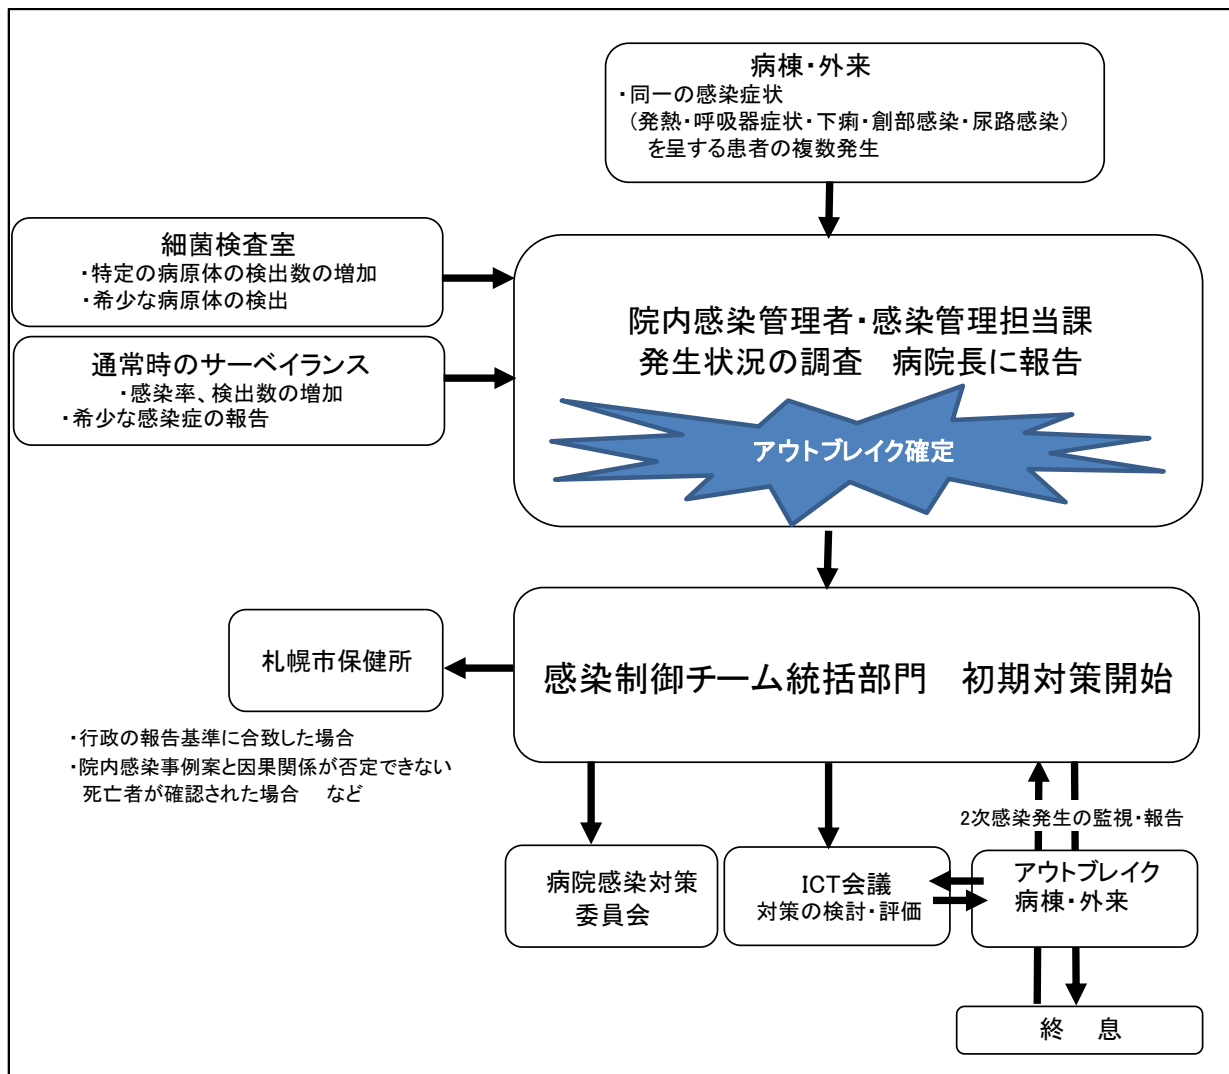 病棟・外来
・同一の感染症状
(発熱・呼吸器症状・下痢・創部感染・尿路感染)
を呈する患者の複数発生
細菌検査室
・特定の病原体の検出数の増加
・希少な病原体の検出
通常時のサーベイランス
・感染率、検出数の増加
・希少な感染症の報告
院内感染管理者・感染管理担当課
発生状況の調査　病院長に報告
アウトブレイク確定
札幌市保健所
感染制御チーム統括部門　初期対策開始
・行政の報告基準に合致した場合
・院内感染事例案と因果関係が否定できない
死亡者が確認された場合　など
2次感染発生の監視・報告
病院感染対策
委員会
ICT会議
対策の検討・評価
アウトブレイク
病棟・外来
終　息